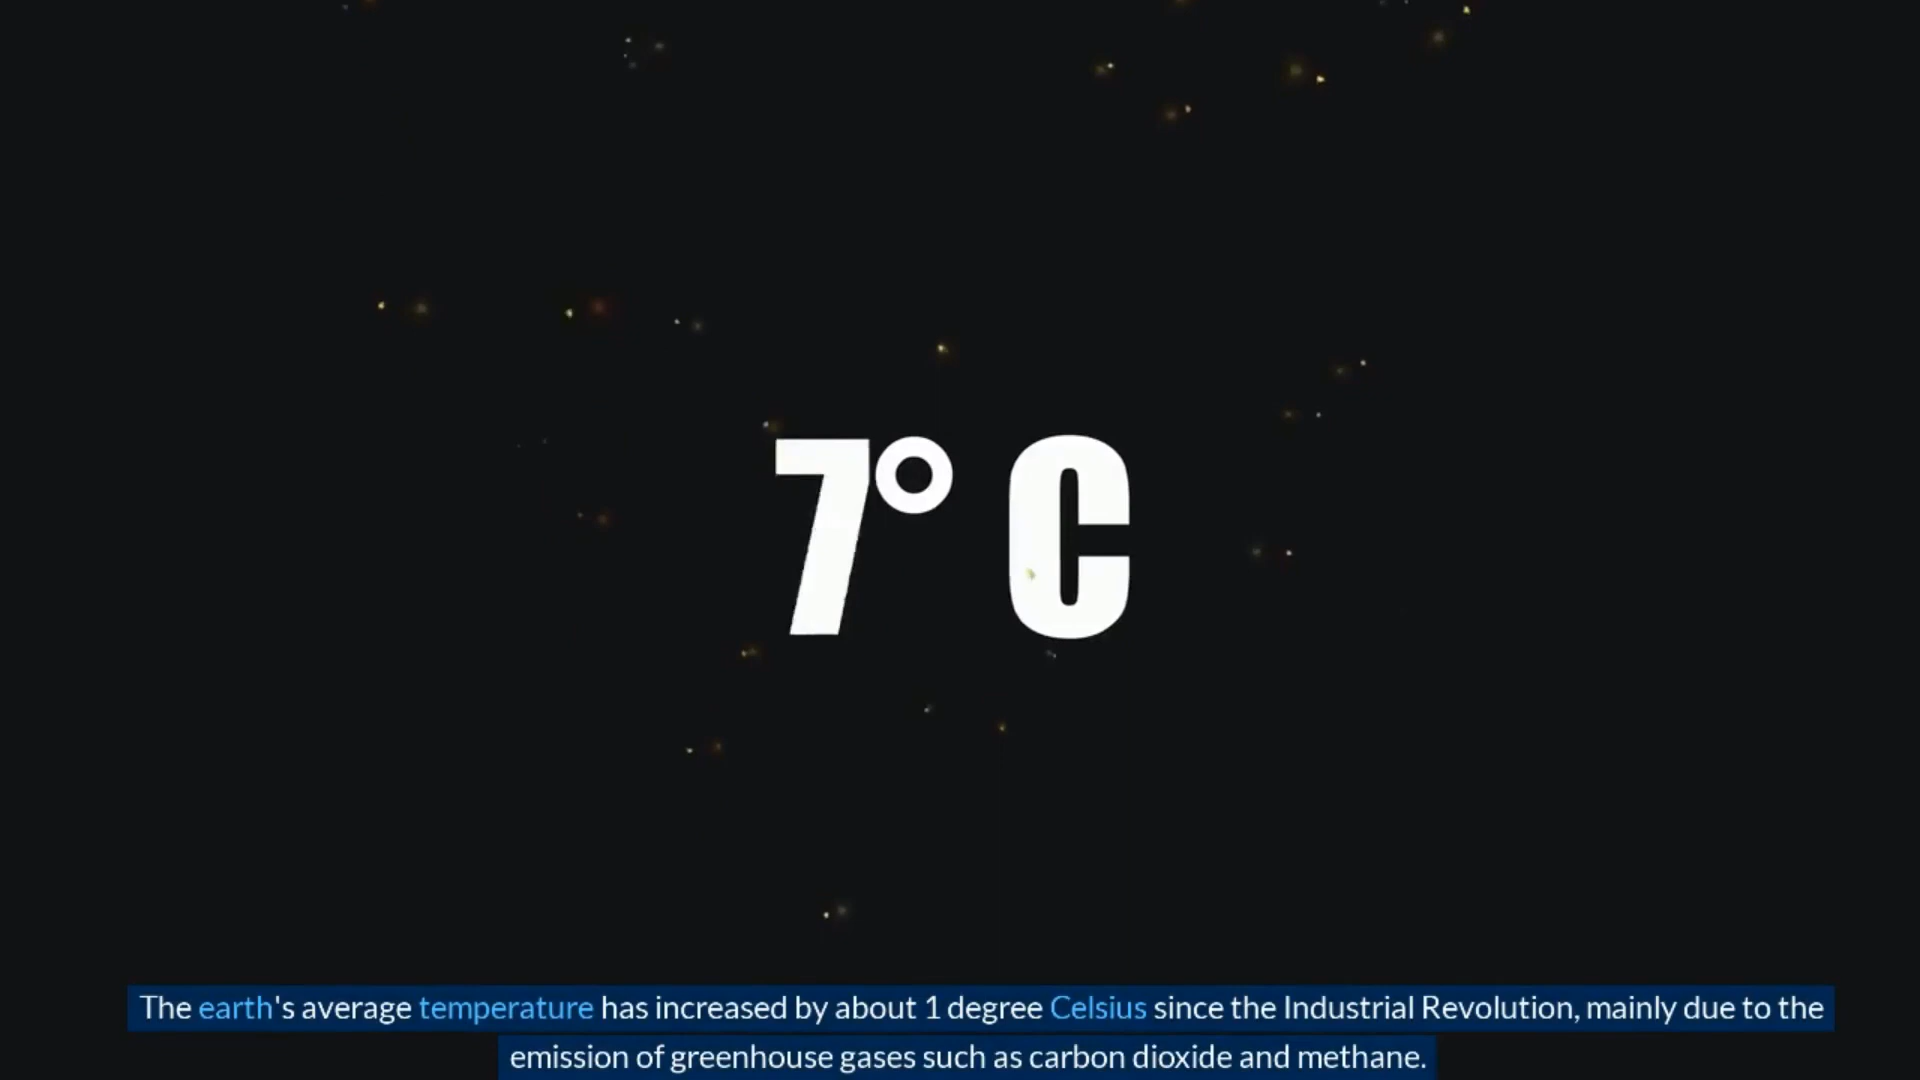 7° C
The earth's average temperature has increased by about 1 degree Celsius since the Industrial Revolution, mainly due to the
emission of greenhouse gases such as carbon dioxide and methane.